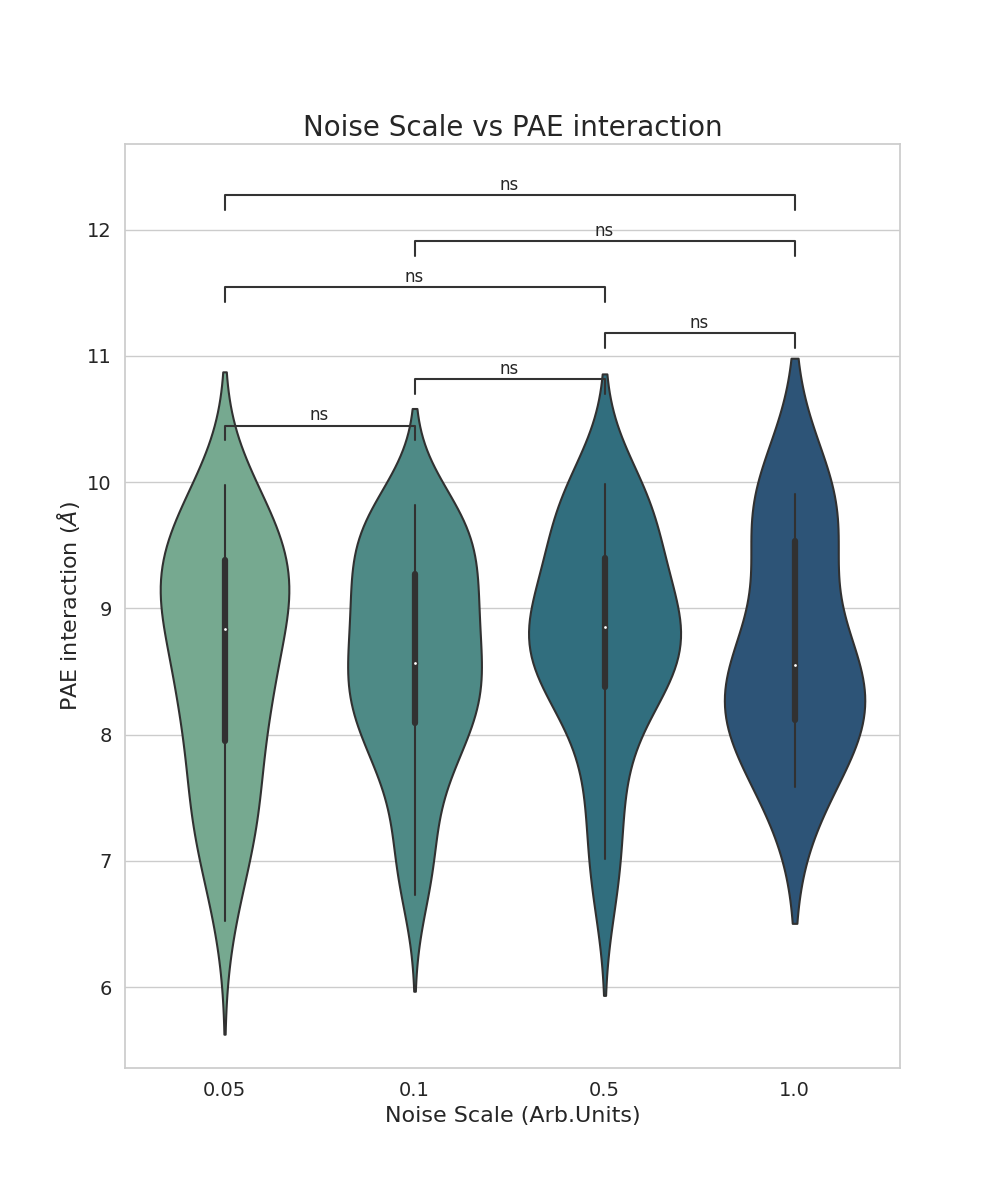 Noise Scale vs PAE interaction
ns
12
ns
ns
ns
11
ns
ns
10
9
8
7
6
PAE interaction (Å)
0.05 0.1 0.5 1.0
Noise Scale (Arb.Units)